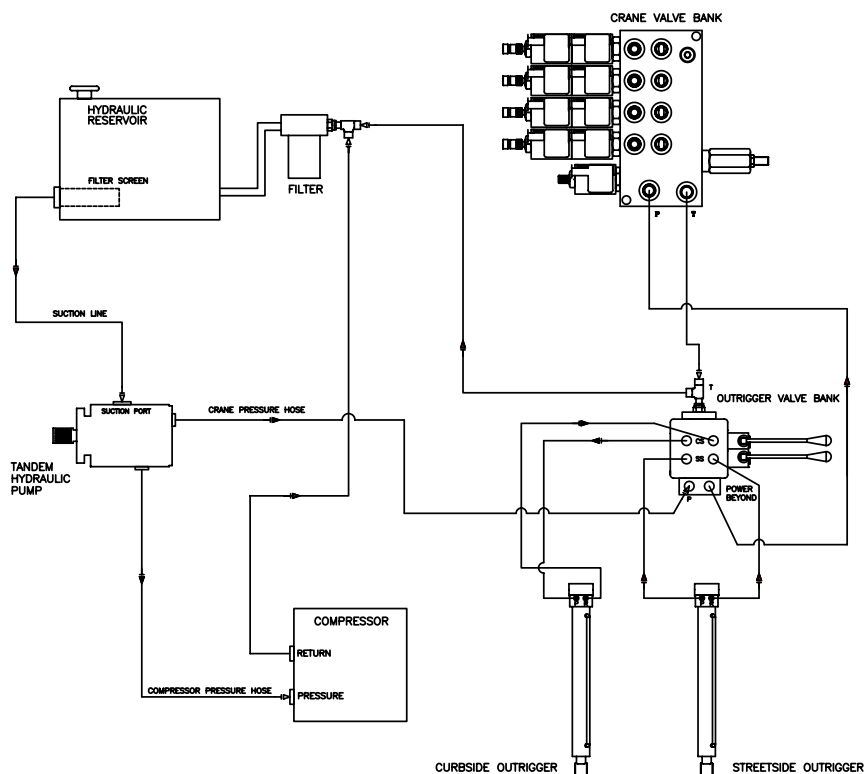 CRANE VALVE BANK
HYDRAULIC
RESERVOIR
FILTER SCREEN
FILTER
P
T
SUCTION LINE
SUCTION PORT
CRANE PRESSURE HOSE
T
OUTRIGGER VALVE BANK
CS
SS
TANDEM
HYDRAULIC
PUMP
P
POWER
BEYOND
COMPRESSOR
RETURN
COMPRESSOR PRESSURE HOSE
PRESSURE
CURBSIDE OUTRIGGER
STREETSIDE OUTRIGGER